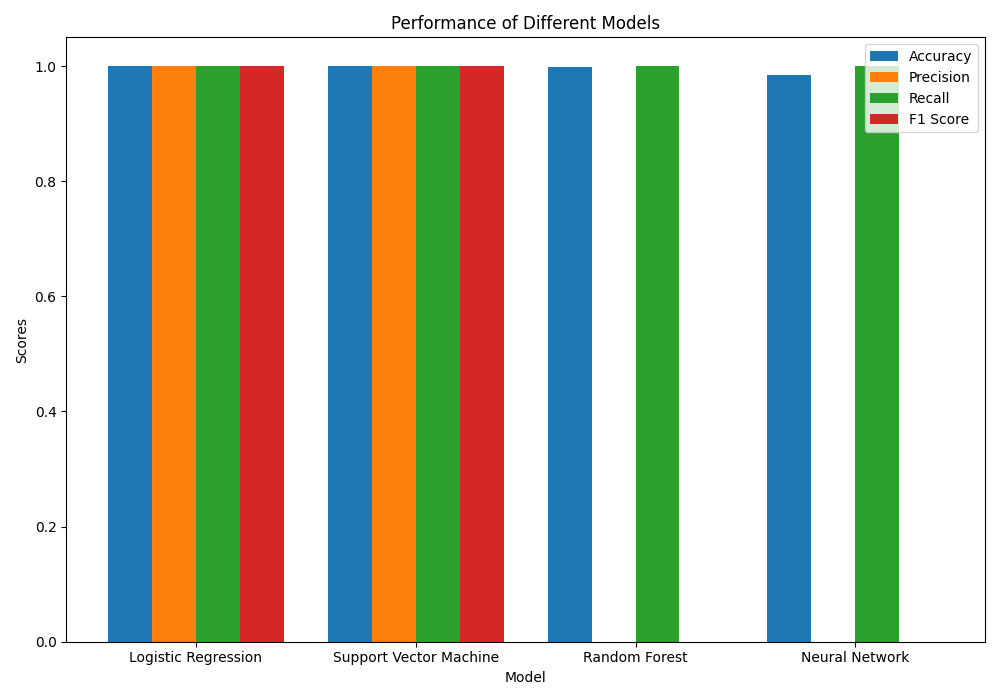 Performance of Different Models
Accuracy
Precision
Recall
F1 Score
Scores
1.0
0.8
0.6
0.4
0.2
0.0
Logistic Regression
Support Vector Machine
Random Forest
Neural Network
Model